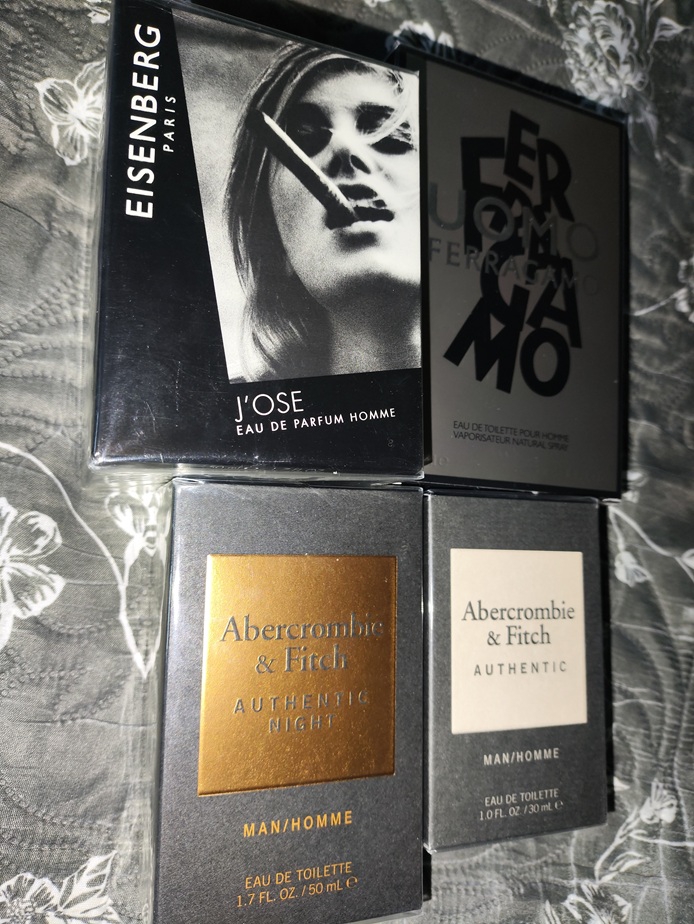 EISENBERG
PARIS
J'OSE
EAU DE PARFUM HOMME
FERRAGAMO
UOMO
FERRAGAMO
EAU DE TOILETTE POUR HOMME
VAPORISATEUR NATURAL SPRAY
Abercrombie
& Fitch
AUTHENTIC
NIGHT
MAN/HOMME
EAU DE TOILETTE
1.7 FL. OZ. / 50 mL ℮
Abercrombie
& Fitch
AUTHENTIC
MAN/HOMME
EAU DE TOILETTE
1.0 FL. OZ. / 30 mL ℮